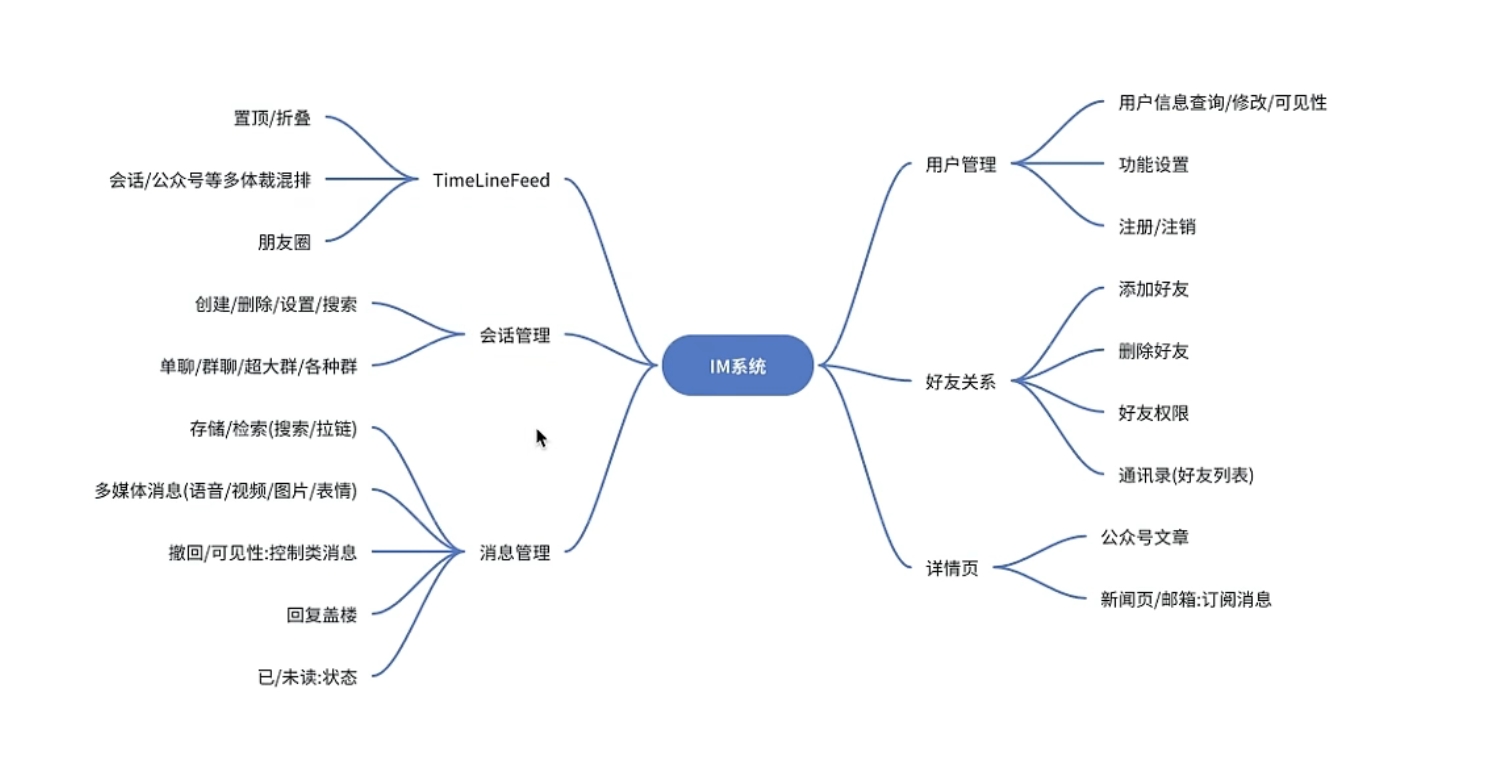 IM系统
TimeLineFeed
置顶/折叠
会话/公众号等多体裁混排
朋友圈
会话管理
创建/删除/设置/搜索
单聊/群聊/超大群/各种群
消息管理
存储/检索(搜索/拉链)
多媒体消息(语音/视频/图片/表情)
撤回/可见性:控制类消息
回复盖楼
已/未读:状态
用户管理
用户信息查询/修改/可见性
功能设置
注册/注销
好友关系
添加好友
删除好友
好友权限
通讯录(好友列表)
详情页
公众号文章
新闻页/邮箱:订阅消息